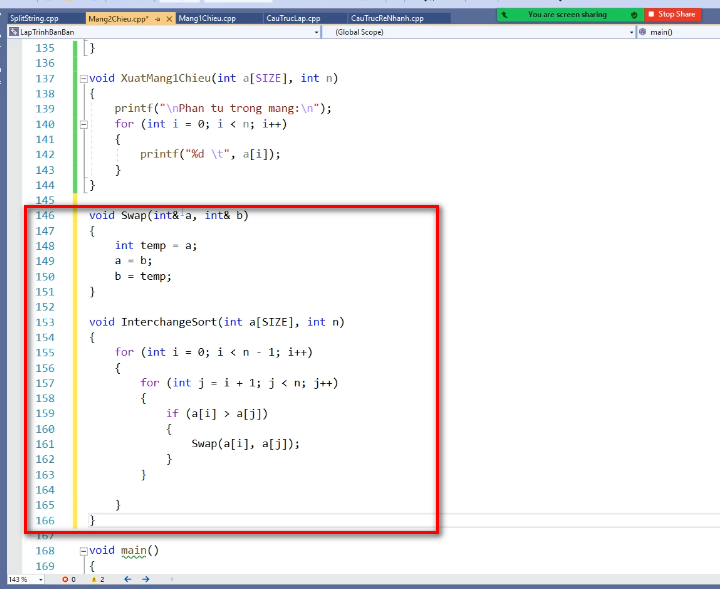 SplitString.cpp Mang2Chieu.cpp* Mang1Chieu.cpp CauTrucLap.cpp CauTrucReNhanh.cpp You are screen sharing Stop Share
LapTrinhBanBan (Global Scope) main()
135 }
136
137 void XuatMang1Chieu(int a[SIZE], int n)
138 {
139 printf("\nPhan tu trong mang:\n");
140 for (int i = 0; i < n; i++)
141 {
142 printf("%d \t", a[i]);
143 }
144 }
145
146 void Swap(int& a, int& b)
147 {
148 int temp = a;
149 a = b;
150 b = temp;
151 }
152
153 void InterchangeSort(int a[SIZE], int n)
154 {
155 for (int i = 0; i < n - 1; i++)
156 {
157 for (int j = i + 1; j < n; j++)
158 {
159 if (a[i] > a[j])
160 {
161 Swap(a[i], a[j]);
162 }
163 }
164
165 }
166 }
167
168 void main()
169 {
143 % 0 2